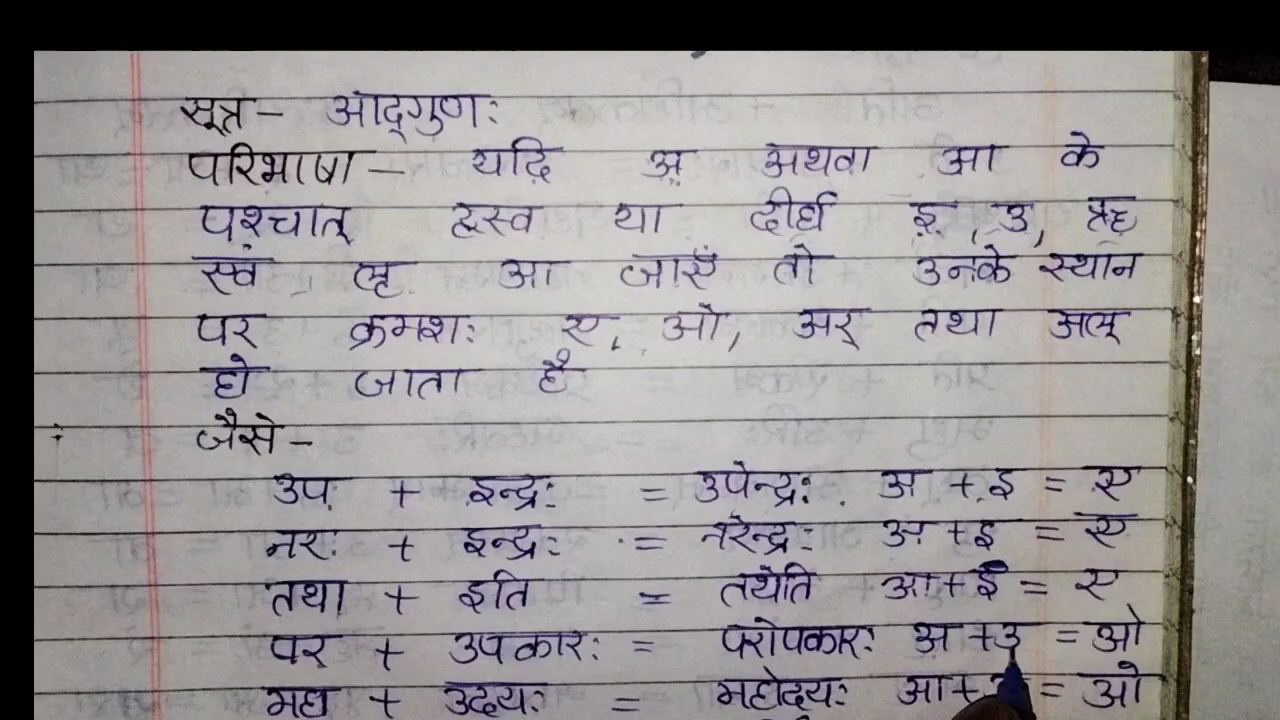 सूत्र - आद्गुणः
परिभाषा - यदि अ अथवा आ के
पश्चात् ह्रस्व या दीर्घ इ, उ, ऋ
एवं लृ आ जाएँ तो उनके स्थान
पर क्रमशः ए, ओ, अर् तथा अल्
हो जाता है
जैसे -
उप + इन्द्रः = उपेन्द्रः अ + इ = ए
नरः + इन्द्रः = नरेन्द्रः अ + इ = ए
तथा + इति = तथेति आ + इ = ए
पर + उपकारः = परोपकारः अ + उ = ओ
महा + उदयः = महोदयः आ + = ओ